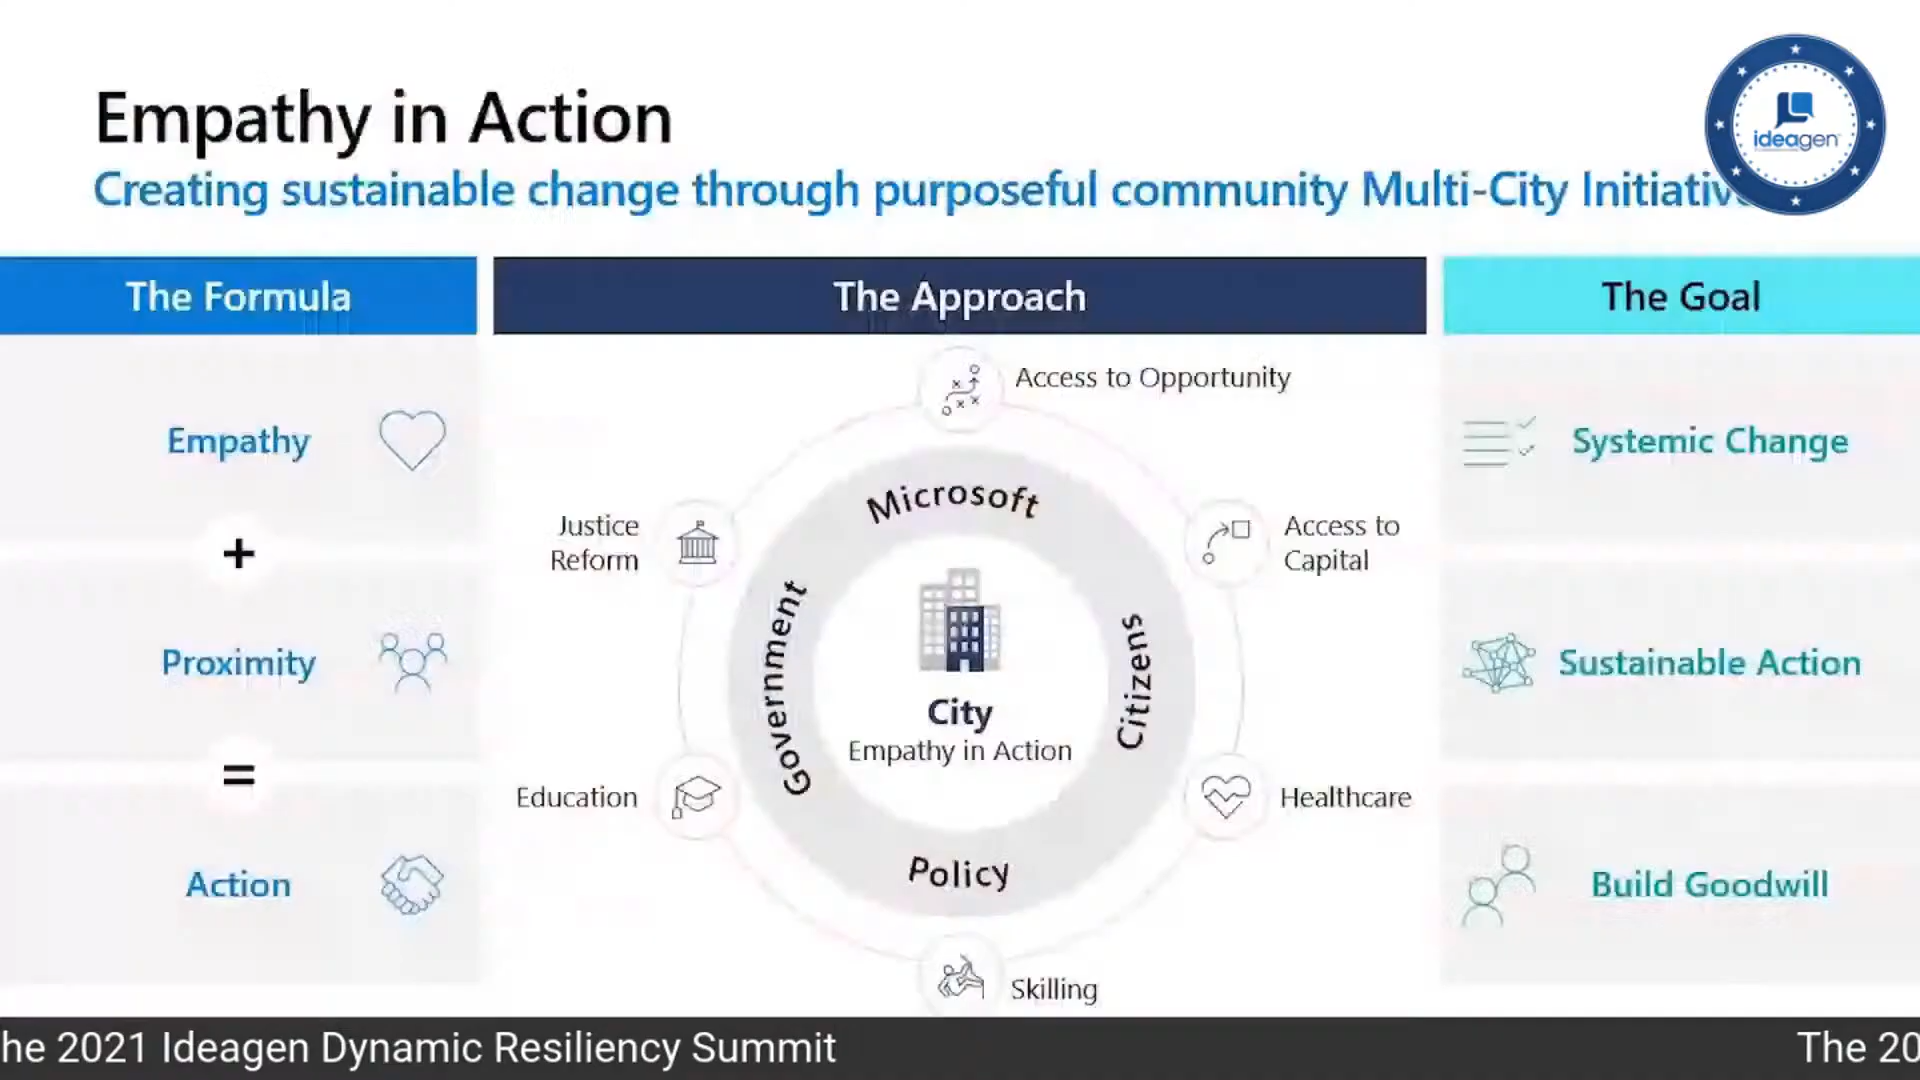 Empathy in Action
Creating sustainable change through purposeful community Multi-City Initiativ
ideagen
The Formula
Empathy
+
Proximity
=
Action
The Approach
Access to Opportunity
Justice
Reform
Access to
Capital
Microsoft
Government
Citizens
Policy
City
Empathy in Action
Education
Healthcare
Skilling
The Goal
Systemic Change
Sustainable Action
Build Goodwill
he 2021 Ideagen Dynamic Resiliency Summit
The 20